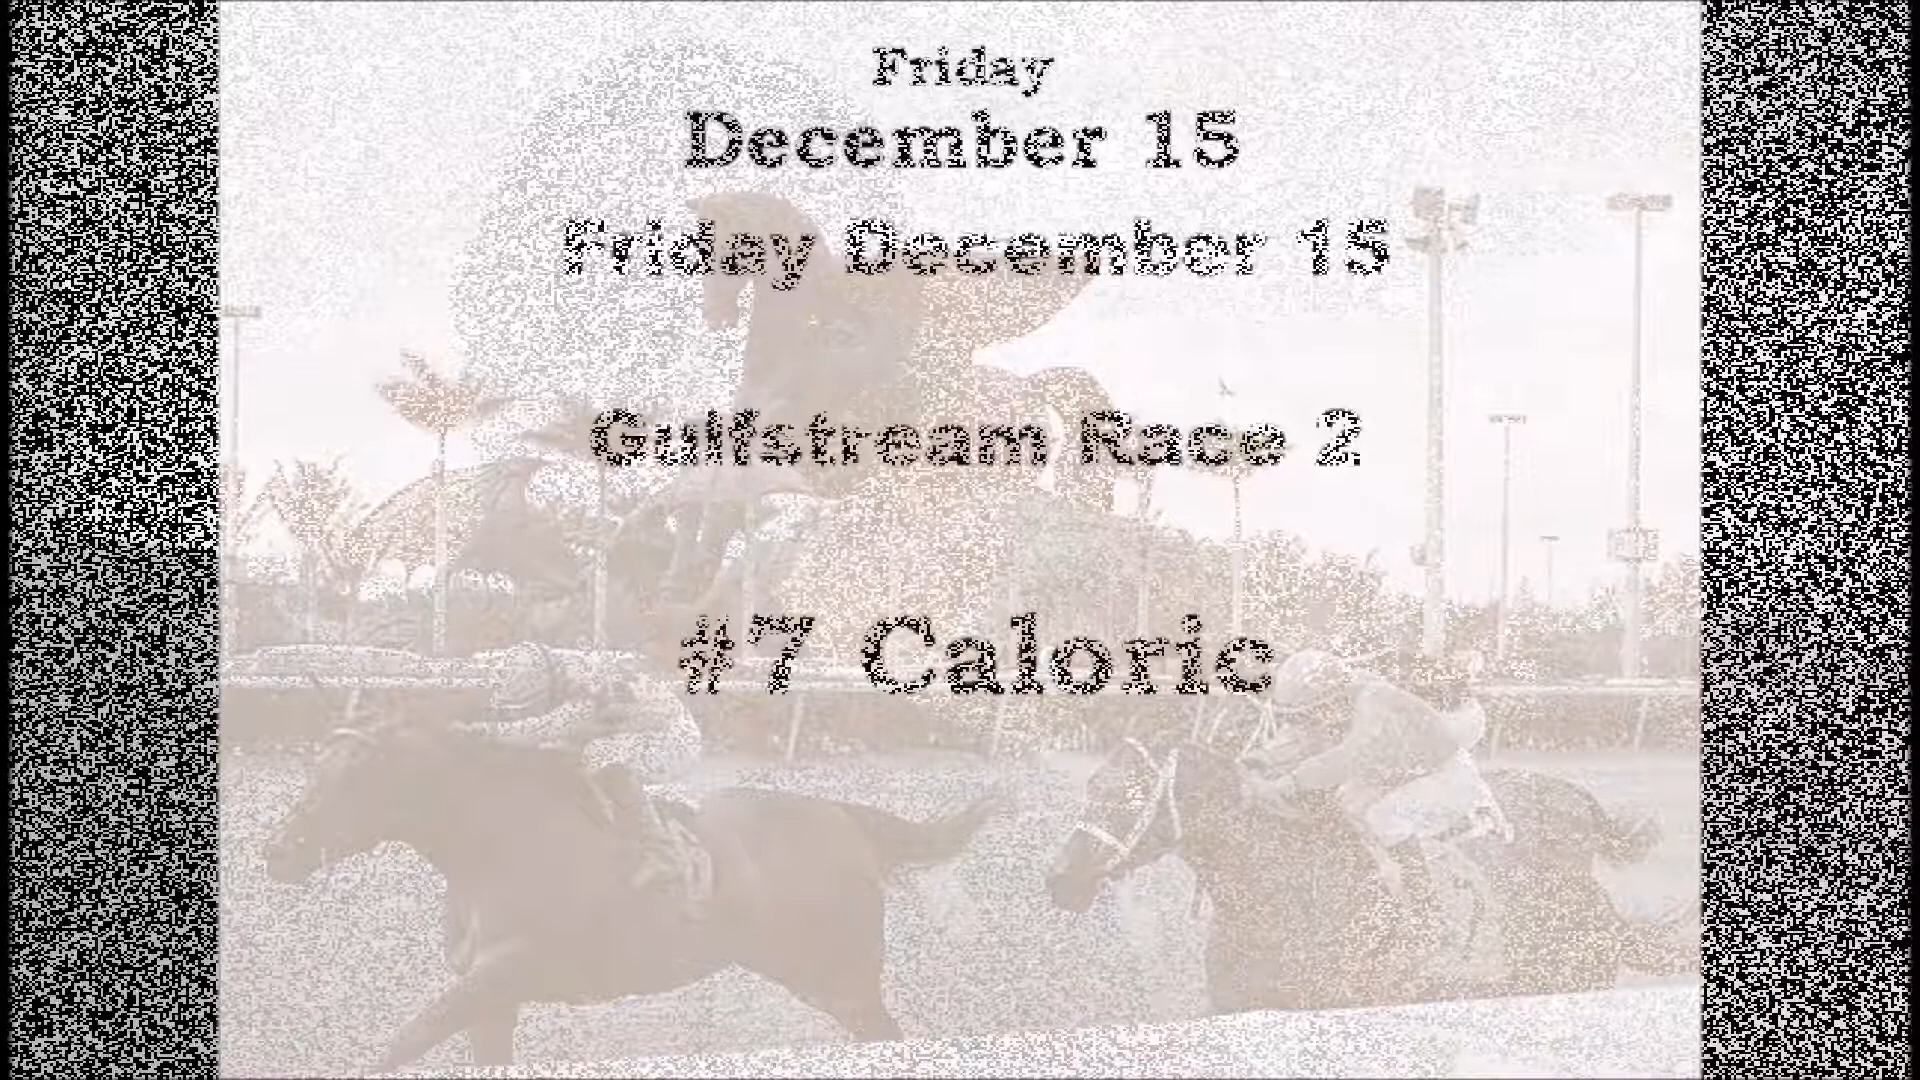 Friday
December 15
Friday December 15
Gulfstream Race 2
#7 Caloric